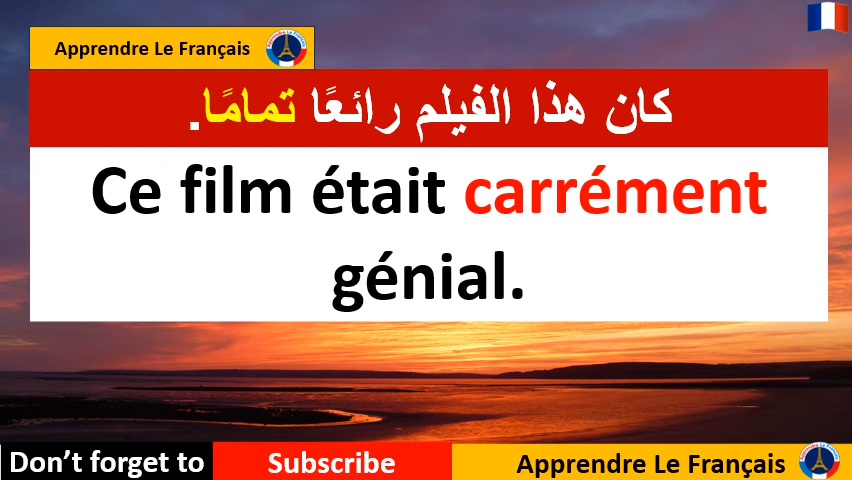 Apprendre Le Français
كان هذا الفيلم رائعًا تمامًا.
Ce film était carrément
génial.
Don’t forget to
Subscribe
Apprendre Le Français